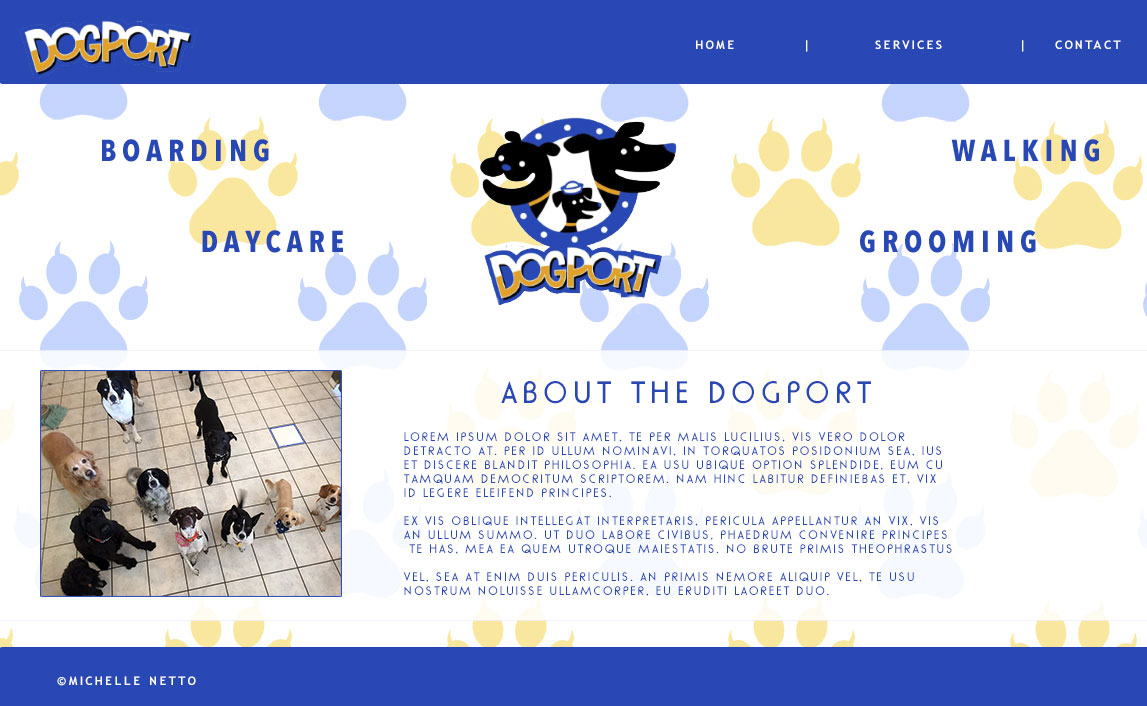 DOGPORT
HOME | SERVICES | CONTACT
BOARDING
WALKING
DAYCARE
GROOMING
DOGPORT
ABOUT THE DOGPORT
LOREM IPSUM DOLOR SIT AMET, TE PER MALIS LUCILIUS, VIS VERO DOLOR
DETRACTO AT. PER ID ULLUM NOMINAVI, IN TORQUATOS POSIDONIUM SEA, IUS
ET DISCERE BLANDIT PHILOSOPHIA. EA USU UBIQUE OPTION SPLENDIDE, EUM CU
TAMQUAM DEMOCRITUM SCRIPTOREM. NAM HINC LABITUR DEFINIEBAS ET, VIX
ID LEGERE ELEIFEND PRINCIPES.
EX VIS OBLIQUE INTELLEGAT INTERPRETARIS, PERICULA APPELLANTUR AN VIX, VIS
AN ULLUM SUMMO. UT DUO LABORE CIVIBUS, PHAEDRUM CONVENIRE PRINCIPES
TE HAS, MEA EA QUEM UTROQUE MAIESTATIS. NO BRUTE PRIMIS THEOPHRASTUS
VEL, SEA AT ENIM DUIS PERICULIS. AN PRIMIS NEMORE ALIQUIP VEL, TE USU
NOSTRUM NOLUISSE ULLAMCORPER, EU ERUDITI LAOREET DUO.
©MICHELLE NETTO